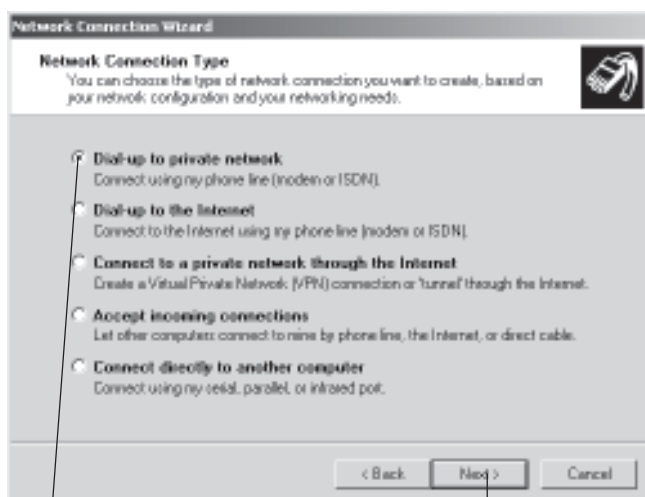 Network Connection Wizard
Network Connection Type
You can choose the type of network connection you want to create, based on
your network configuration and your networking needs.
Dial-up to private network
Connect using my phone line (modem or ISDN).
Dial-up to the Internet
Connect to the Internet using my phone line (modem or ISDN).
Connect to a private network through the Internet
Create a Virtual Private Network (VPN) connection or 'tunnel' through the Internet.
Accept incoming connections
Let other computers connect to mine by phone line, the Internet, or direct cable.
Connect directly to another computer
Connect using my serial, parallel, or infrared port.
< Back Next > Cancel